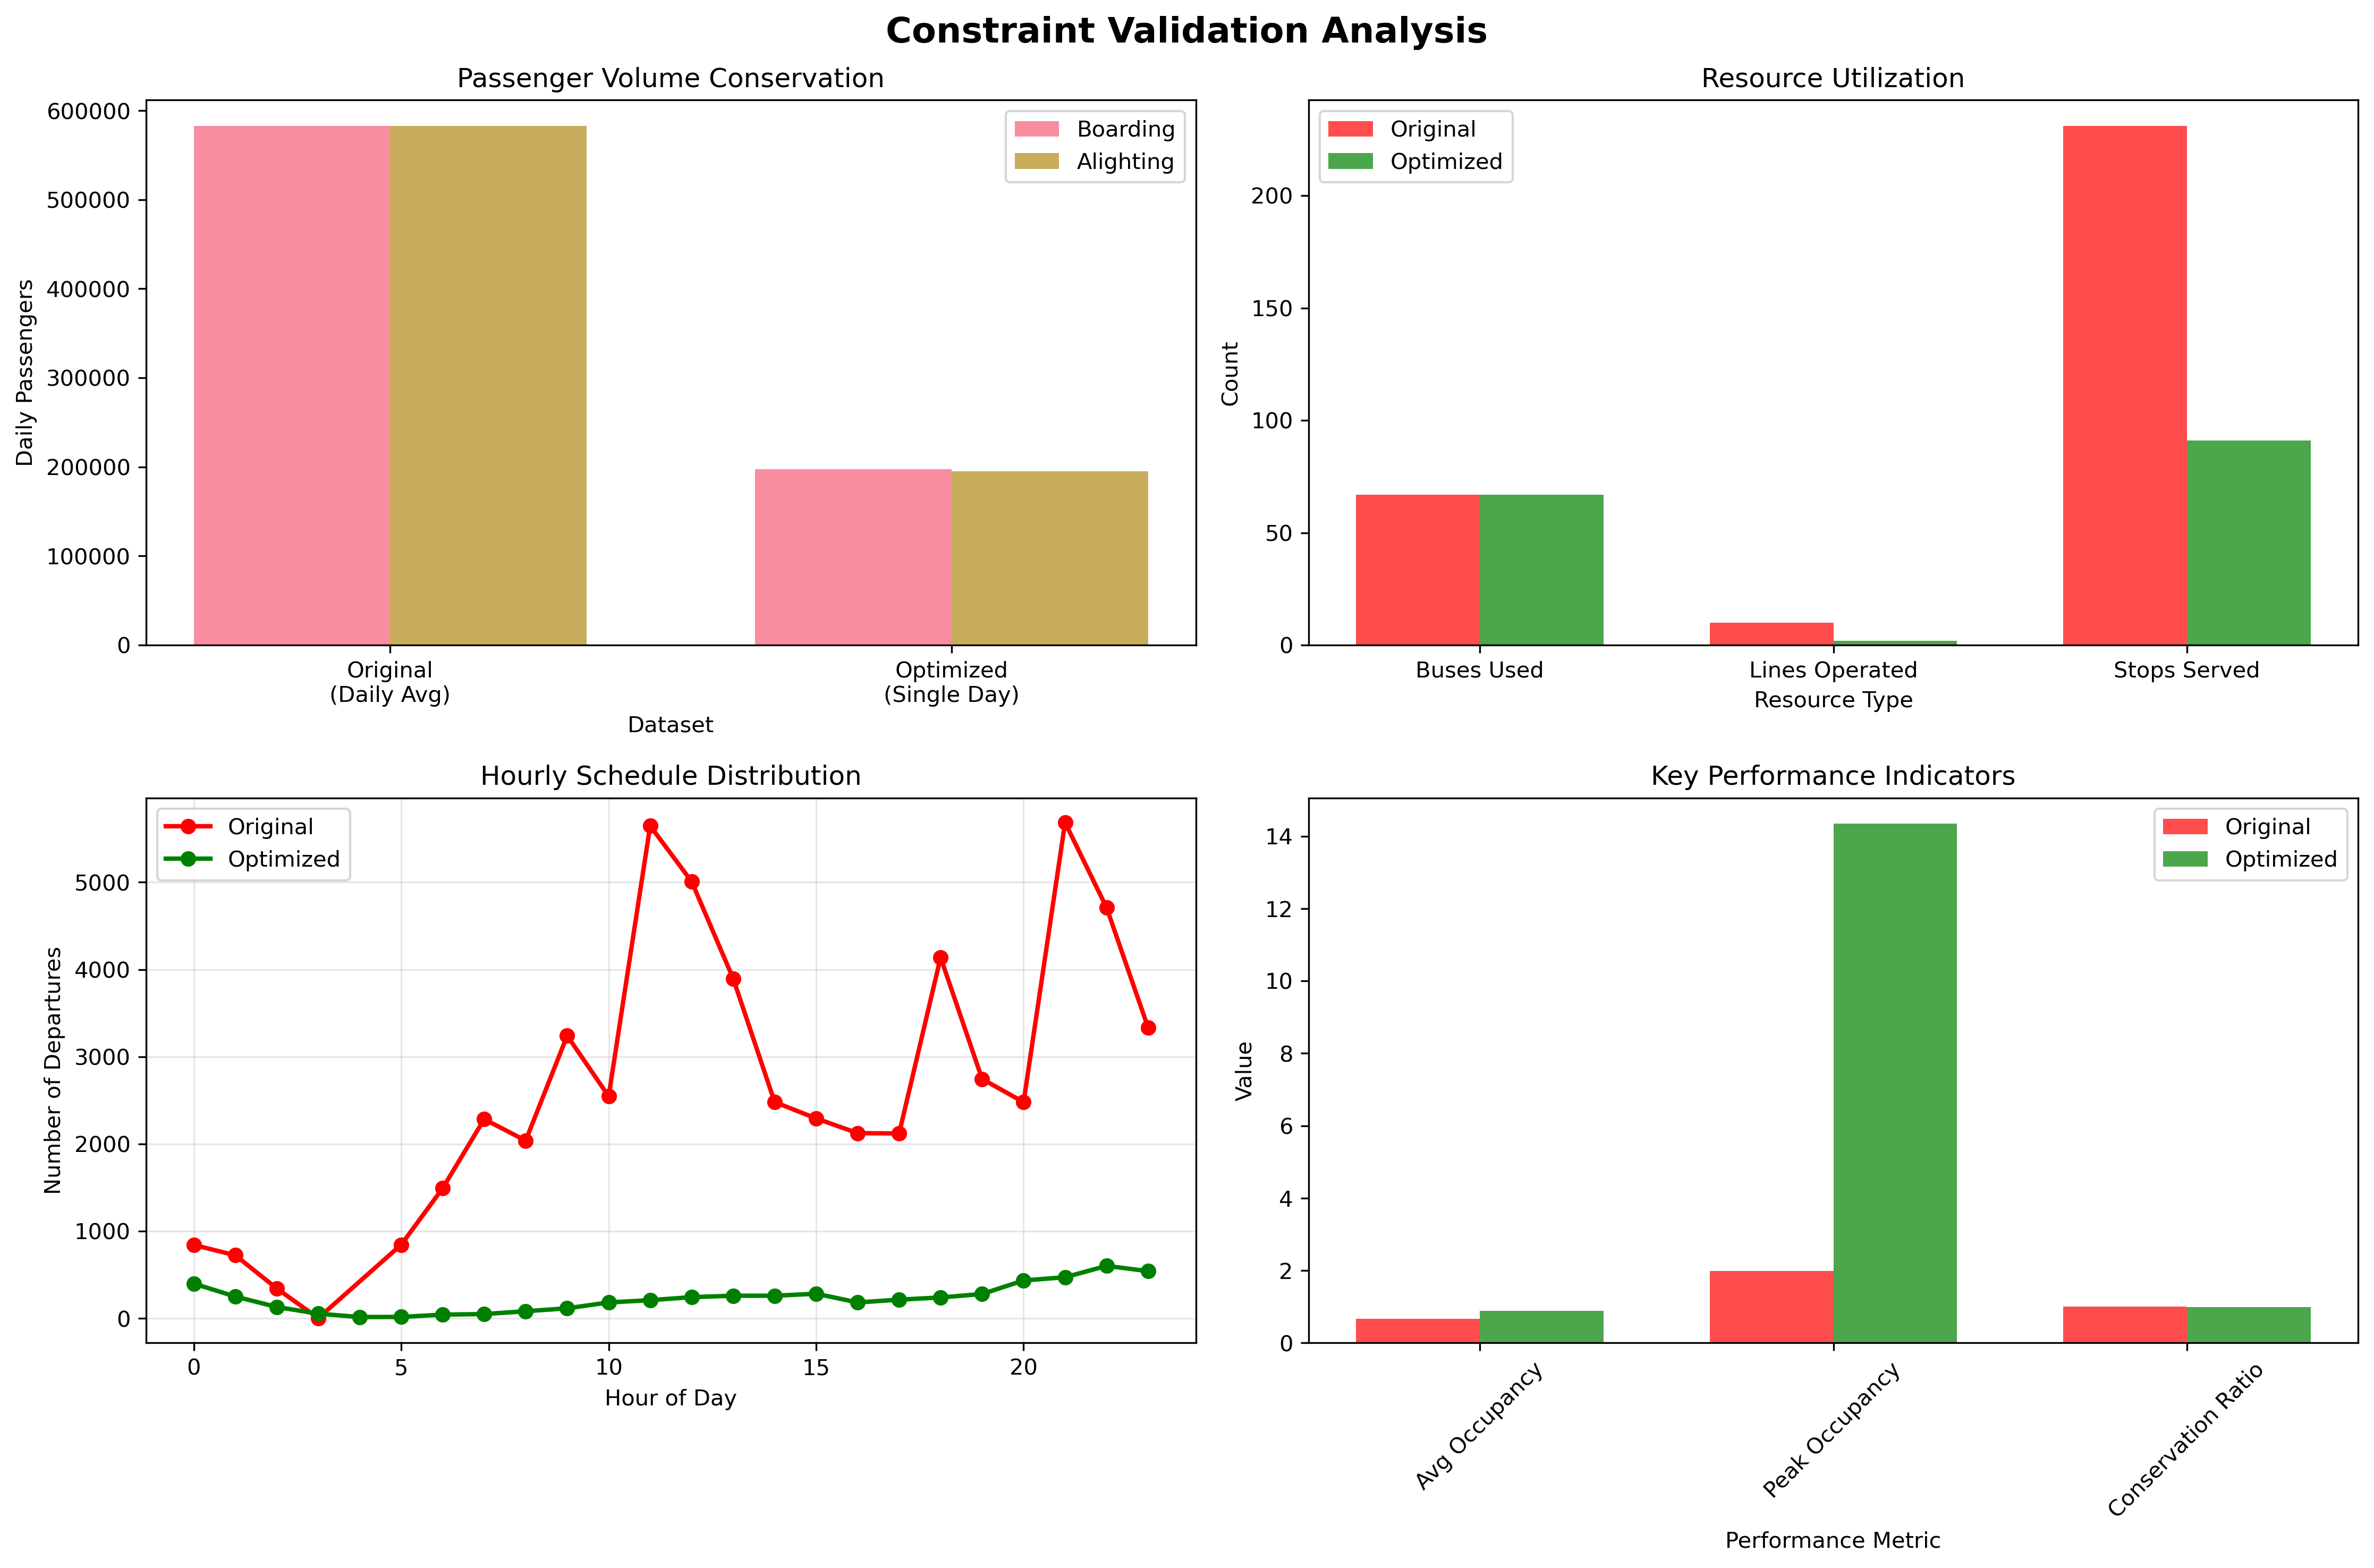 Constraint Validation Analysis
Passenger Volume Conservation
Daily Passengers
600000
500000
400000
300000
200000
100000
0
Boarding
Alighting
Original
(Daily Avg)
Optimized
(Single Day)
Dataset
Resource Utilization
Count
200
150
100
50
0
Original
Optimized
Buses Used
Lines Operated
Stops Served
Resource Type
Hourly Schedule Distribution
Number of Departures
5000
4000
3000
2000
1000
0
Original
Optimized
0
5
10
15
20
Hour of Day
Key Performance Indicators
Value
14
12
10
8
6
4
2
0
Original
Optimized
Avg Occupancy
Peak Occupancy
Conservation Ratio
Performance Metric